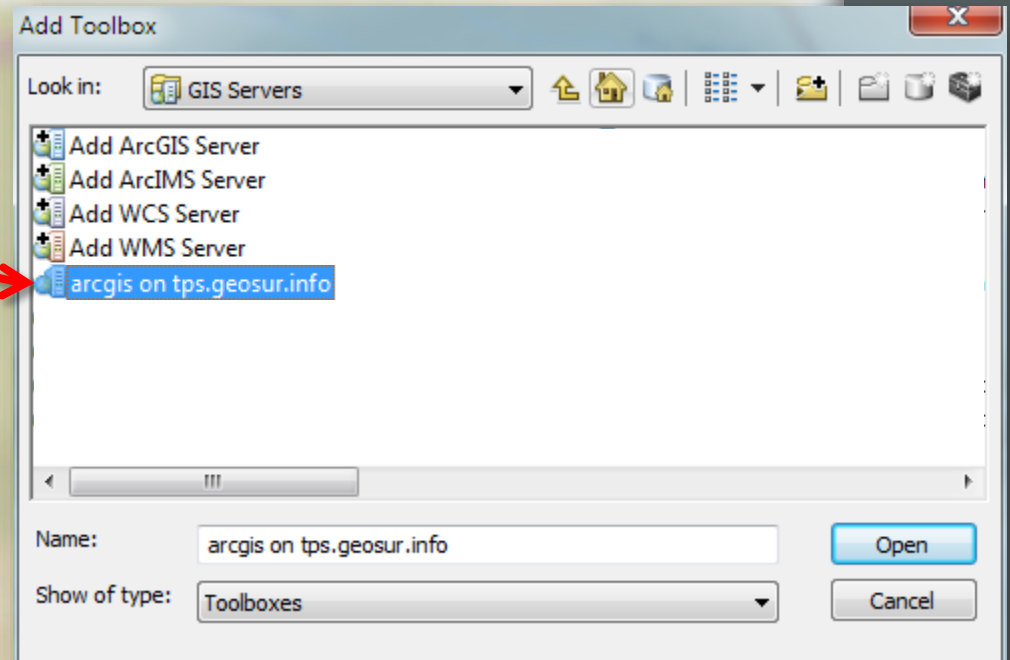 Add Toolbox
Look in: GIS Servers
Add ArcGIS Server
Add ArcIMS Server
Add WCS Server
Add WMS Server
arcgis on tps.geosur.info
Name: arcgis on tps.geosur.info Open
Show of type: Toolboxes Cancel